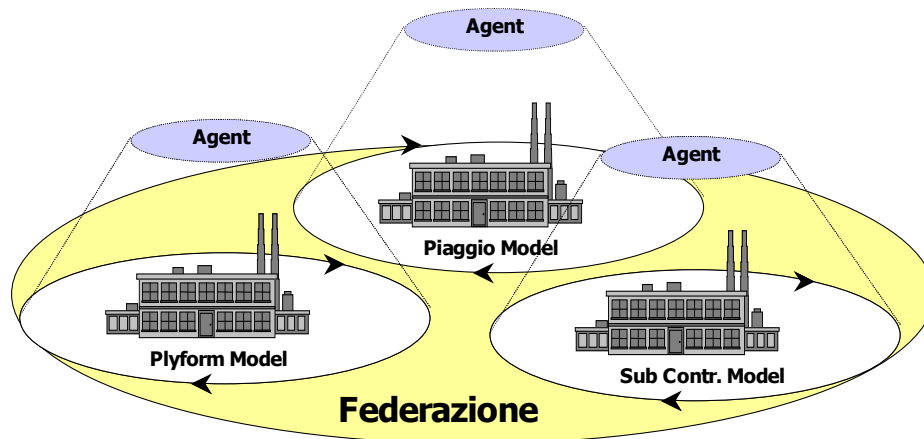 Agent
Agent
Agent
Piaggio Model
Plyform Model
Sub Contr. Model
Federazione